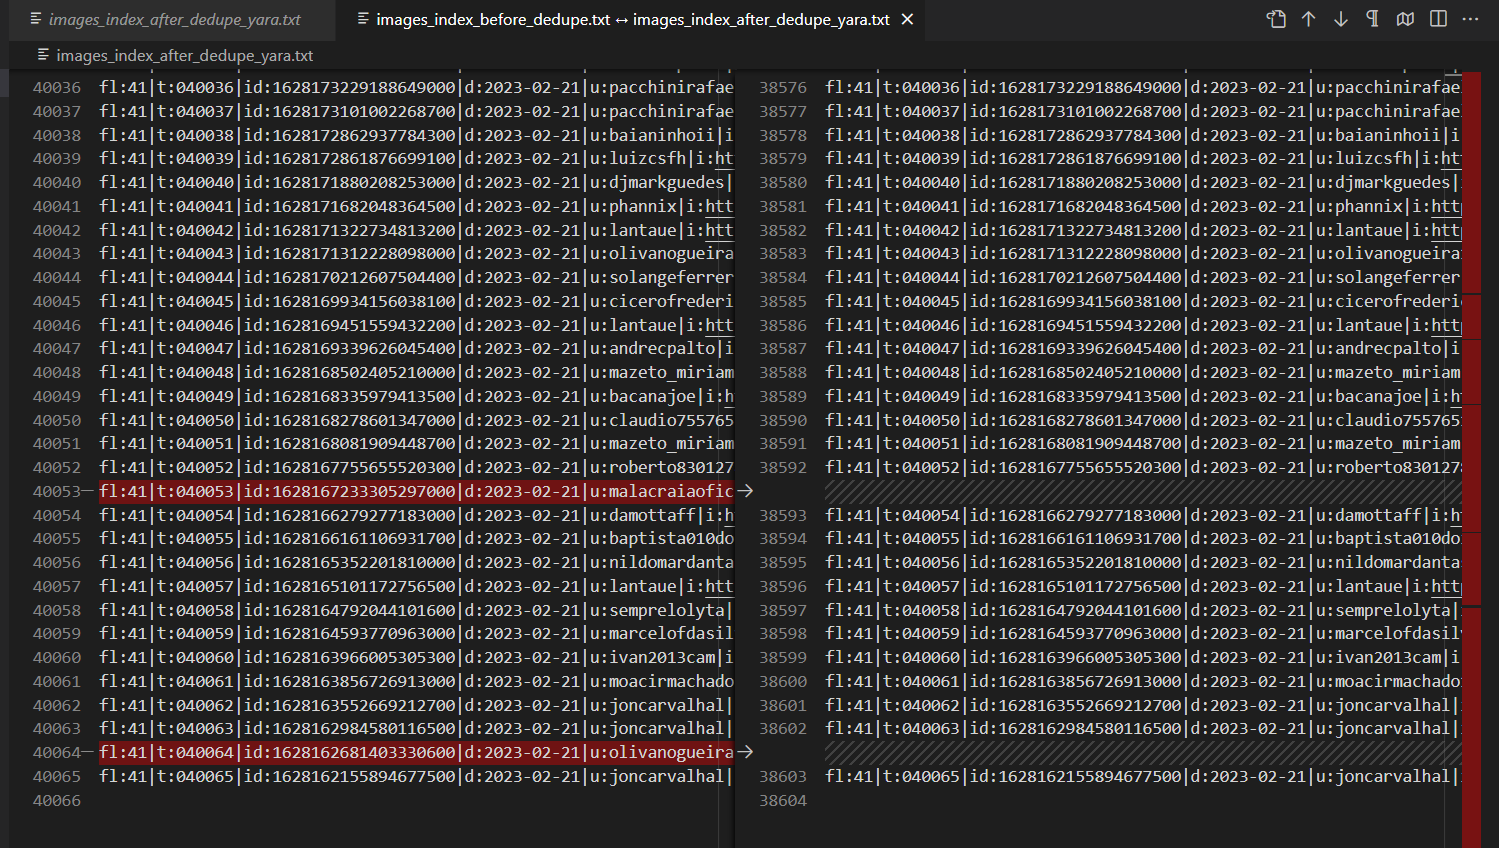 images_index_after_dedupe_yara.txt
images_index_before_dedupe.txt ↔ images_index_after_dedupe_yara.txt
images_index_after_dedupe_yara.txt
40036 fl:41|t:040036|id:1628173229188649000|d:2023-02-21|u:pacchinirafae 38576 fl:41|t:040036|id:1628173229188649000|d:2023-02-21|u:pacchinirafae
40037 fl:41|t:040037|id:1628173101002268700|d:2023-02-21|u:pacchinirafae 38577 fl:41|t:040037|id:1628173101002268700|d:2023-02-21|u:pacchinirafae
40038 fl:41|t:040038|id:1628172862937784300|d:2023-02-21|u:baianinhoii|i 38578 fl:41|t:040038|id:1628172862937784300|d:2023-02-21|u:baianinhoii|i
40039 fl:41|t:040039|id:1628172861876699100|d:2023-02-21|u:luizcsfh|i:htt 38579 fl:41|t:040039|id:1628172861876699100|d:2023-02-21|u:luizcsfh|i:htt
40040 fl:41|t:040040|id:1628171880208253000|d:2023-02-21|u:djmarkguedes| 38580 fl:41|t:040040|id:1628171880208253000|d:2023-02-21|u:djmarkguedes|
40041 fl:41|t:040041|id:1628171682048364500|d:2023-02-21|u:phannix|i:htt 38581 fl:41|t:040041|id:1628171682048364500|d:2023-02-21|u:phannix|i:http
40042 fl:41|t:040042|id:1628171322734813200|d:2023-02-21|u:lantaue|i:htt 38582 fl:41|t:040042|id:1628171322734813200|d:2023-02-21|u:lantaue|i:http
40043 fl:41|t:040043|id:1628171312228098000|d:2023-02-21|u:olivanogueira 38583 fl:41|t:040043|id:1628171312228098000|d:2023-02-21|u:olivanogueira
40044 fl:41|t:040044|id:1628170212607504400|d:2023-02-21|u:solangeferrer 38584 fl:41|t:040044|id:1628170212607504400|d:2023-02-21|u:solangeferrer
40045 fl:41|t:040045|id:1628169934156038100|d:2023-02-21|u:cicerofrederi 38585 fl:41|t:040045|id:1628169934156038100|d:2023-02-21|u:cicerofrederic
40046 fl:41|t:040046|id:1628169451559432200|d:2023-02-21|u:lantaue|i:htt 38586 fl:41|t:040046|id:1628169451559432200|d:2023-02-21|u:lantaue|i:http
40047 fl:41|t:040047|id:1628169339626045400|d:2023-02-21|u:andrecpalto|i 38587 fl:41|t:040047|id:1628169339626045400|d:2023-02-21|u:andrecpalto|i
40048 fl:41|t:040048|id:1628168502405210000|d:2023-02-21|u:mazeto_miriam 38588 fl:41|t:040048|id:1628168502405210000|d:2023-02-21|u:mazeto_miriam
40049 fl:41|t:040049|id:1628168335979413500|d:2023-02-21|u:bacanajoe|i:h 38589 fl:41|t:040049|id:1628168335979413500|d:2023-02-21|u:bacanajoe|i:ht
40050 fl:41|t:040050|id:1628168278601347000|d:2023-02-21|u:claudio755765 38590 fl:41|t:040050|id:1628168278601347000|d:2023-02-21|u:claudio755765
40051 fl:41|t:040051|id:1628168081909448700|d:2023-02-21|u:mazeto_miriam 38591 fl:41|t:040051|id:1628168081909448700|d:2023-02-21|u:mazeto_miriam
40052 fl:41|t:040052|id:1628167755655520300|d:2023-02-21|u:roberto830127 38592 fl:41|t:040052|id:1628167755655520300|d:2023-02-21|u:roberto8301278
40053— fl:41|t:040053|id:1628167233305297000|d:2023-02-21|u:malacraiaofic →
40054 fl:41|t:040054|id:1628166279277183000|d:2023-02-21|u:damottaff|i:h 38593 fl:41|t:040054|id:1628166279277183000|d:2023-02-21|u:damottaff|i:ht
40055 fl:41|t:040055|id:1628166161106931700|d:2023-02-21|u:baptista010do 38594 fl:41|t:040055|id:1628166161106931700|d:2023-02-21|u:baptista010do
40056 fl:41|t:040056|id:1628165352201810000|d:2023-02-21|u:nildomardanta 38595 fl:41|t:040056|id:1628165352201810000|d:2023-02-21|u:nildomardanta
40057 fl:41|t:040057|id:1628165101172756500|d:2023-02-21|u:lantaue|i:htt 38596 fl:41|t:040057|id:1628165101172756500|d:2023-02-21|u:lantaue|i:http
40058 fl:41|t:040058|id:1628164792044101600|d:2023-02-21|u:semprelolyta| 38597 fl:41|t:040058|id:1628164792044101600|d:2023-02-21|u:semprelolyta|
40059 fl:41|t:040059|id:1628164593770963000|d:2023-02-21|u:marcelofdasil 38598 fl:41|t:040059|id:1628164593770963000|d:2023-02-21|u:marcelofdasil
40060 fl:41|t:040060|id:1628163966005305300|d:2023-02-21|u:ivan2013cam|i 38599 fl:41|t:040060|id:1628163966005305300|d:2023-02-21|u:ivan2013cam|i
40061 fl:41|t:040061|id:1628163856726913000|d:2023-02-21|u:moacirmachado 38600 fl:41|t:040061|id:1628163856726913000|d:2023-02-21|u:moacirmachado
40062 fl:41|t:040062|id:1628163552669212700|d:2023-02-21|u:joncarvalhal| 38601 fl:41|t:040062|id:1628163552669212700|d:2023-02-21|u:joncarvalhal|
40063 fl:41|t:040063|id:1628162984580116500|d:2023-02-21|u:joncarvalhal| 38602 fl:41|t:040063|id:1628162984580116500|d:2023-02-21|u:joncarvalhal|
40064— fl:41|t:040064|id:1628162681403330600|d:2023-02-21|u:olivanogueira →
40065 fl:41|t:040065|id:1628162155894677500|d:2023-02-21|u:joncarvalhal| 38603 fl:41|t:040065|id:1628162155894677500|d:2023-02-21|u:joncarvalhal|
40066 38604